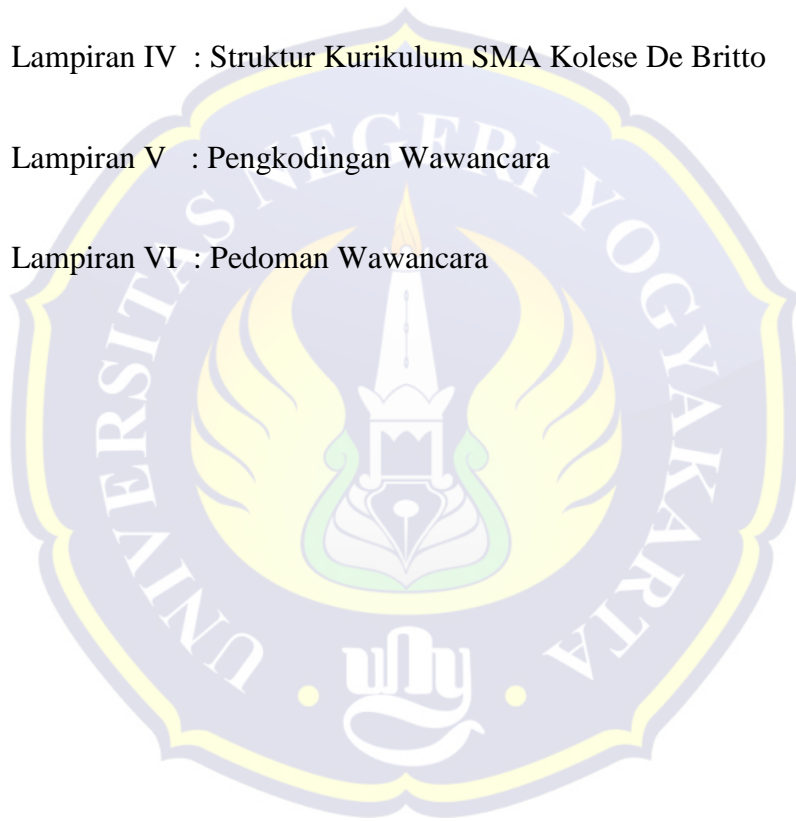 Lampiran IV : Struktur Kurikulum SMA Kolese De Britto
Lampiran V : Pengkodingan Wawancara
Lampiran VI : Pedoman Wawancara
UNIVERSITAS NEGERI YOGYAKARTA
uny